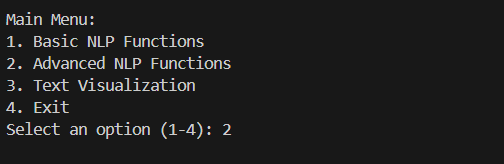 Main Menu:
1. Basic NLP Functions
2. Advanced NLP Functions
3. Text Visualization
4. Exit
Select an option (1-4): 2